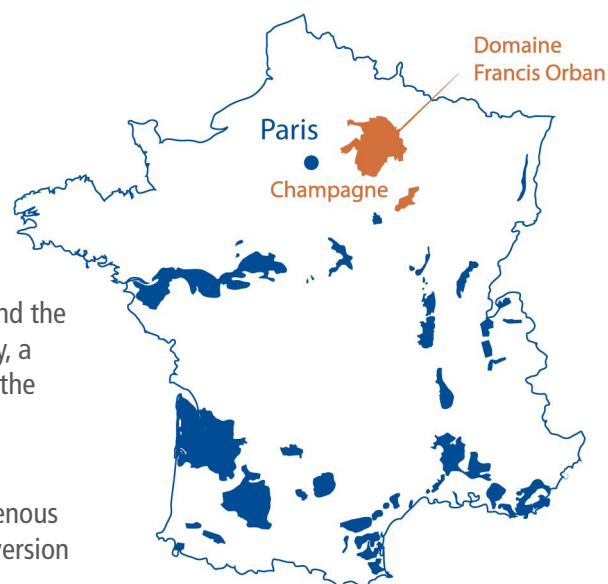 Domaine
Francis Orban
Paris
Champagne
nd the
y, a
the
enous
version